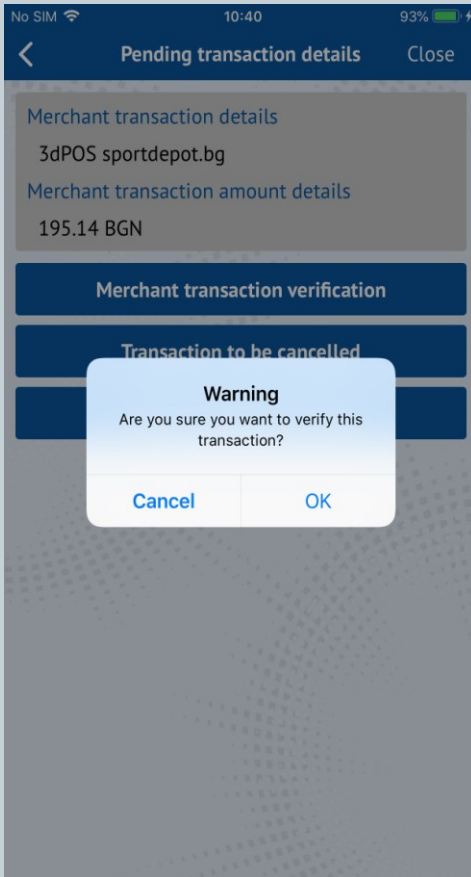 No SIM 10:40 93%
Pending transaction details Close
Merchant transaction details
3dPOS sportdepot.bg
Merchant transaction amount details
195.14 BGN
Merchant transaction verification
Transaction to be cancelled
Warning
Are you sure you want to verify this
transaction?
Cancel OK